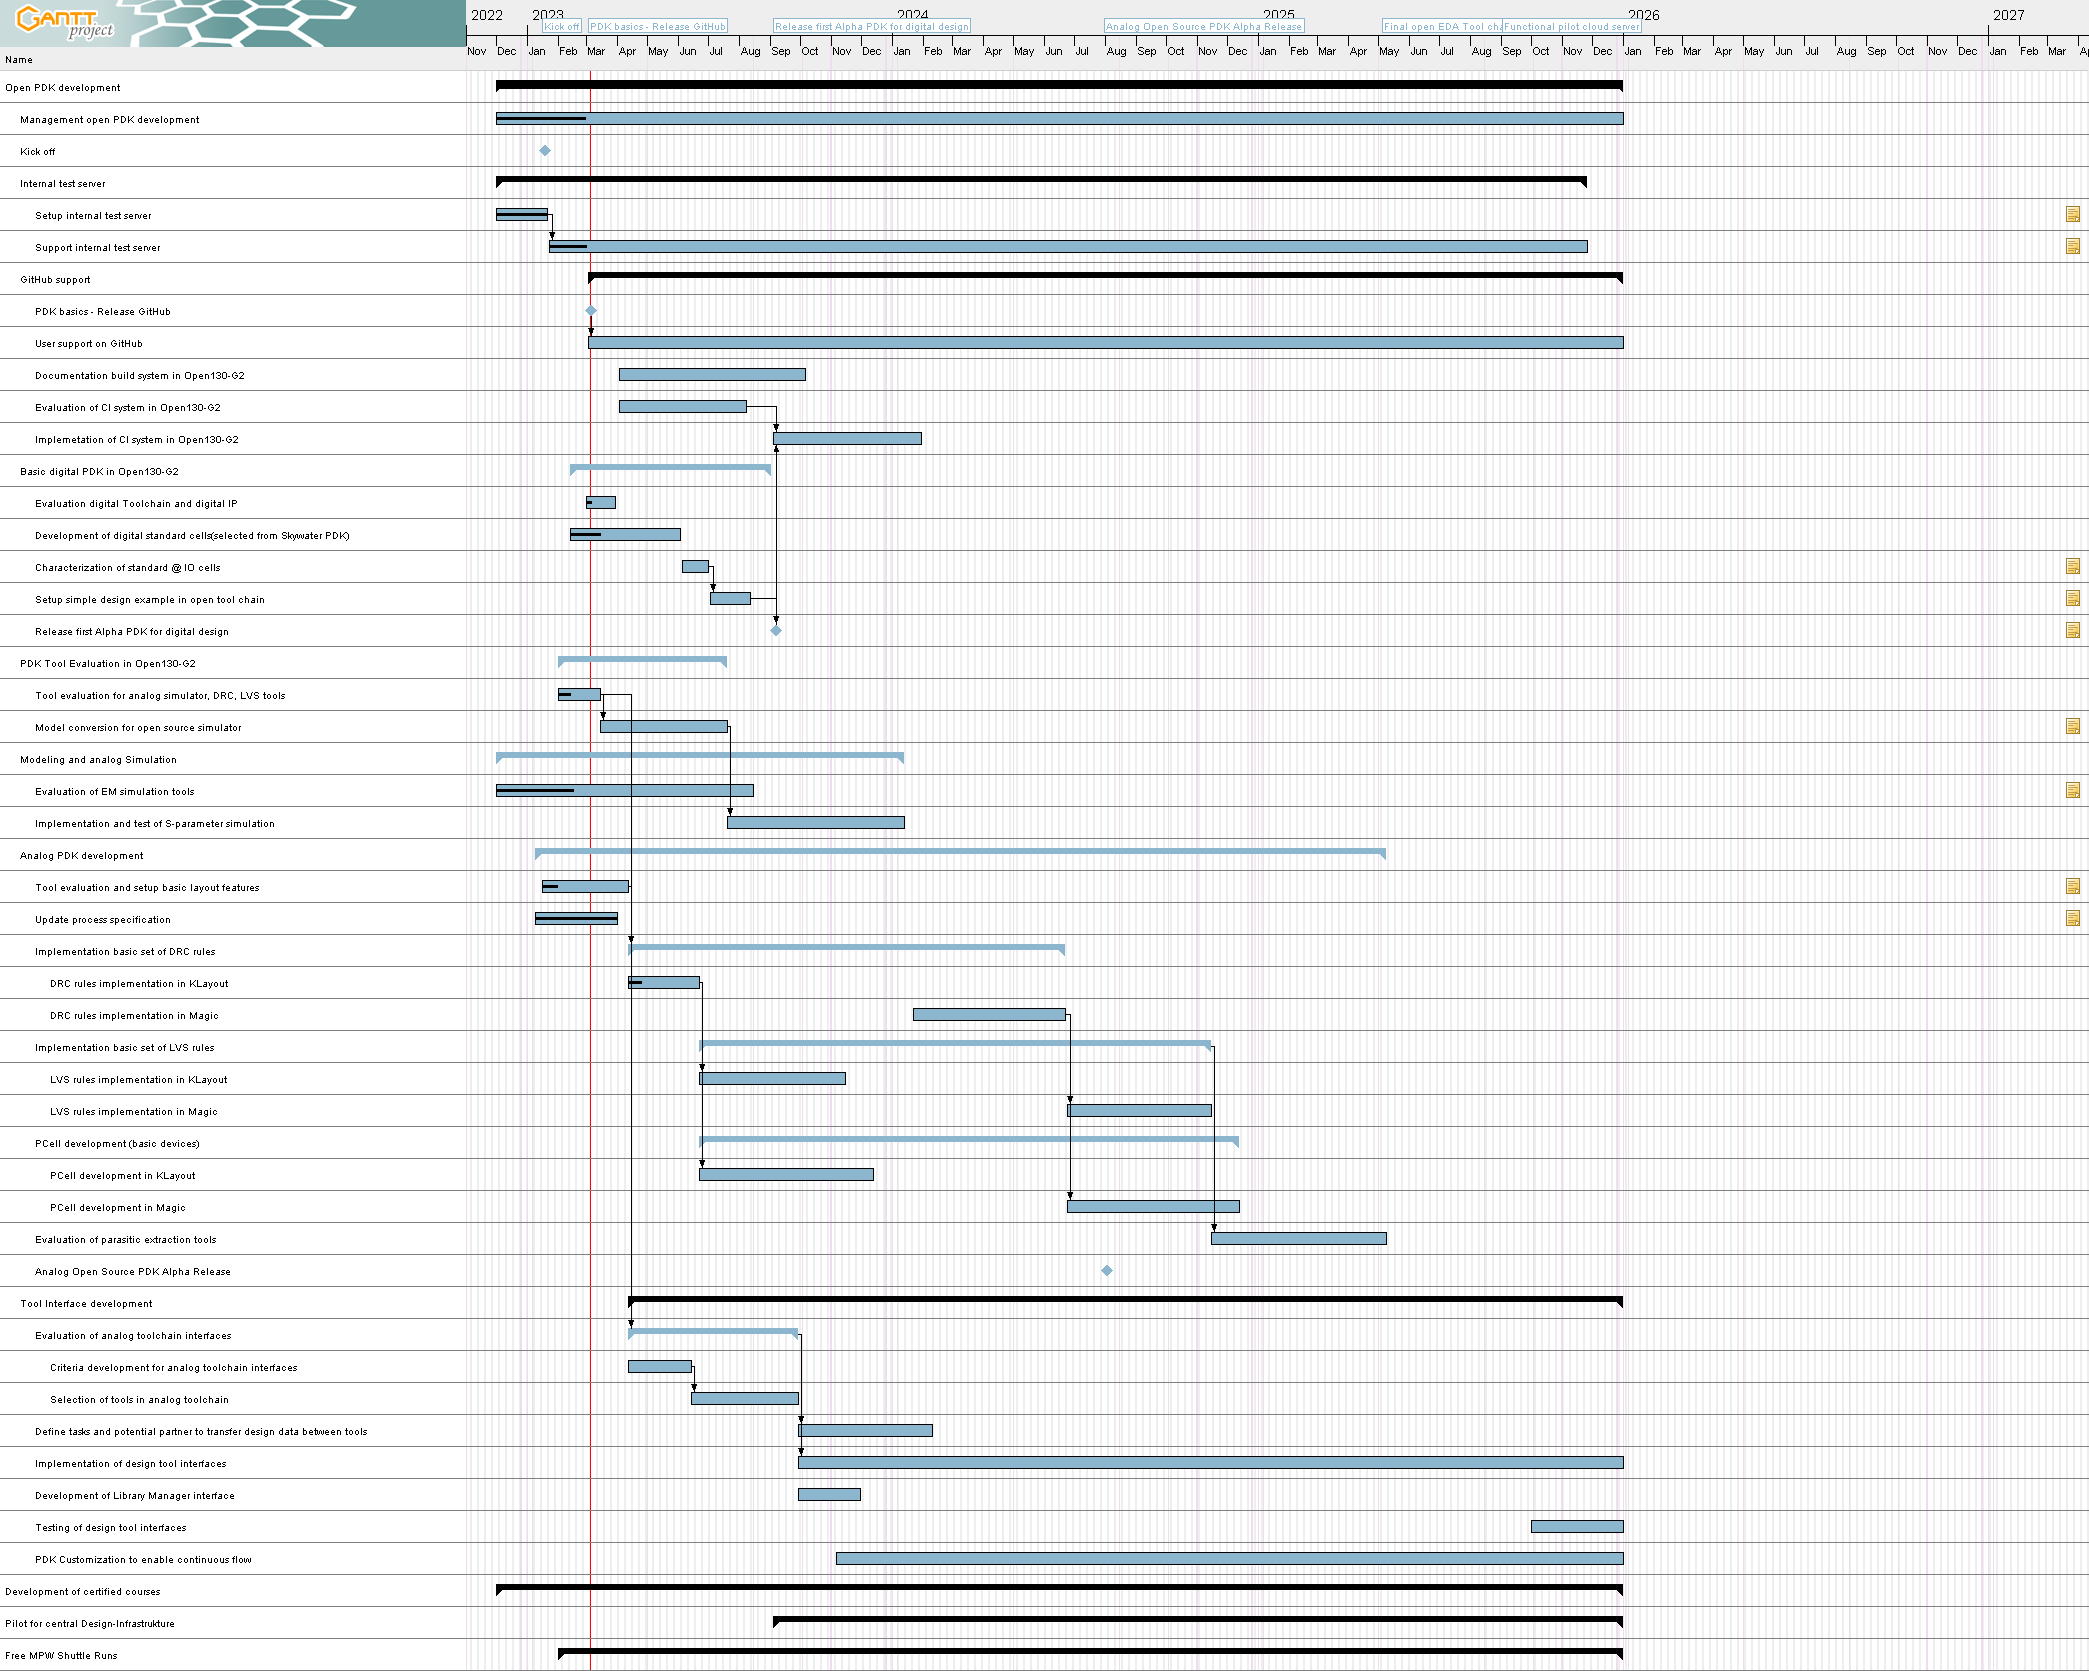 GANTT
project
2022 2023 2024 2025 2026 2027
Kick off PDK basics - Release GitHub Release first Alpha PDK for digital design Analog Open Source PDK Alpha Release Final open EDA Tool cha Functional pilot cloud server
Nov Dec Jan Feb Mar Apr May Jun Jul Aug Sep Oct Nov Dec Jan Feb Mar Apr May Jun Jul Aug Sep Oct Nov Dec Jan Feb Mar Apr May Jun Jul Aug Sep Oct Nov Dec Jan Feb Mar Apr May Jun Jul Aug Sep Oct Nov Dec Jan Feb Mar Ap
Name
Open PDK development
Management open PDK development
Kick off
Internal test server
Setup internal test server
Support internal test server
GitHub support
PDK basics - Release GitHub
User support on GitHub
Documentation build system in Open130-G2
Evaluation of CI system in Open130-G2
Implemetation of CI system in Open130-G2
Basic digital PDK in Open130-G2
Evaluation digital Toolchain and digital IP
Development of digital standard cells(selected from Skywater PDK)
Characterization of standard @ IO cells
Setup simple design example in open tool chain
Release first Alpha PDK for digital design
PDK Tool Evaluation in Open130-G2
Tool evaluation for analog simulator, DRC, LVS tools
Model conversion for open source simulator
Modeling and analog Simulation
Evaluation of EM simulation tools
Implementation and test of S-parameter simulation
Analog PDK development
Tool evaluation and setup basic layout features
Update process specification
Implementation basic set of DRC rules
DRC rules implementation in KLayout
DRC rules implementation in Magic
Implementation basic set of LVS rules
LVS rules implementation in KLayout
LVS rules implementation in Magic
PCell development (basic devices)
PCell development in KLayout
PCell development in Magic
Evaluation of parasitic extraction tools
Analog Open Source PDK Alpha Release
Tool Interface development
Evaluation of analog toolchain interfaces
Criteria development for analog toolchain interfaces
Selection of tools in analog toolchain
Define tasks and potential partner to transfer design data between tools
Implementation of design tool interfaces
Development of Library Manager interface
Testing of design tool interfaces
PDK Customization to enable continuous flow
Development of certified courses
Pilot for central Design-Infrastrukture
Free MPW Shuttle Runs